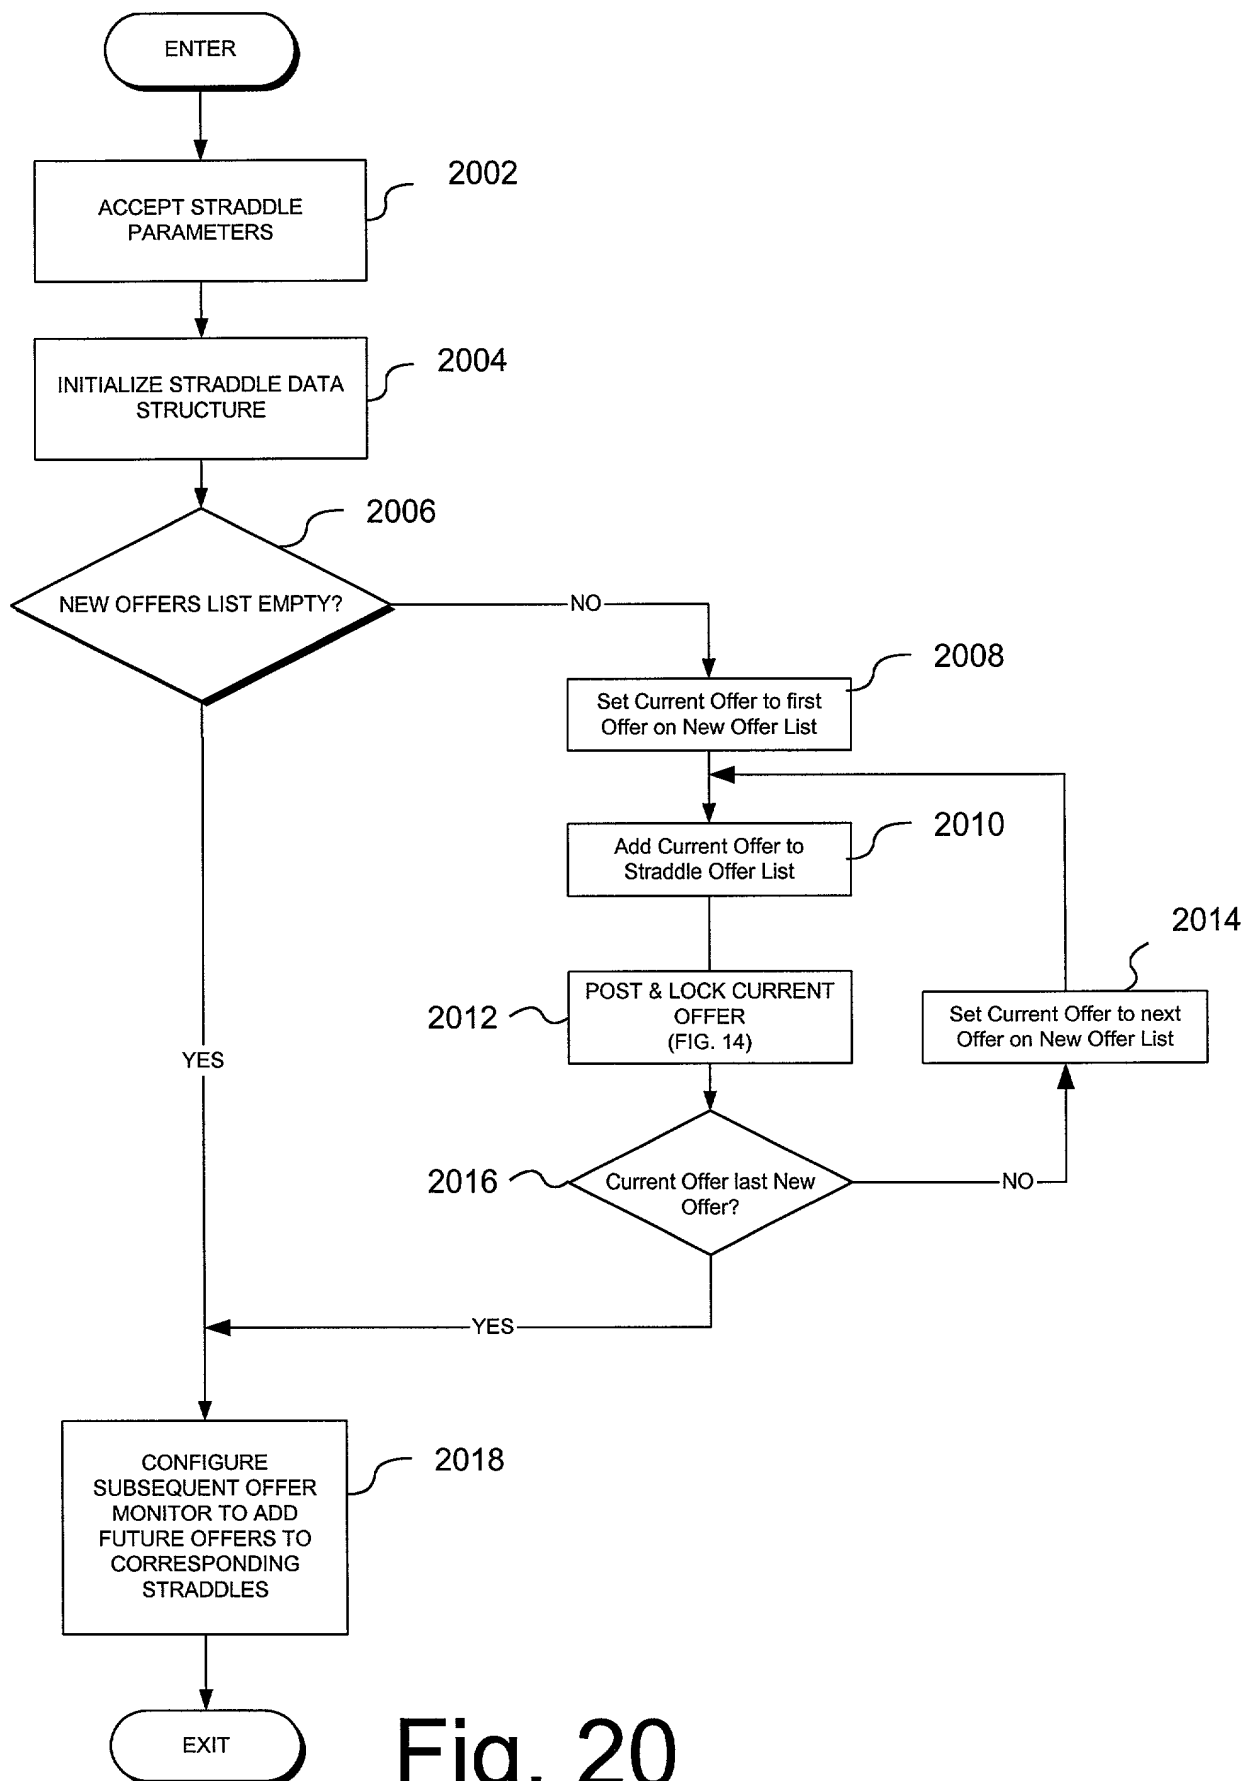 ENTER
2002
ACCEPT STRADDLE
PARAMETERS
2004
INITIALIZE STRADDLE DATA
STRUCTURE
2006
NEW OFFERS LIST EMPTY?
NO
2008
Set Current Offer to first
Offer on New Offer List
2010
Add Current Offer to
Straddle Offer List
2014
2012
POST & LOCK CURRENT
OFFER
(FIG. 14)
Set Current Offer to next
Offer on New Offer List
YES
2016
Current Offer last New
Offer?
NO
YES
2018
CONFIGURE
SUBSEQUENT OFFER
MONITOR TO ADD
FUTURE OFFERS TO
CORRESPONDING
STRADDLES
EXIT
Fig. 20